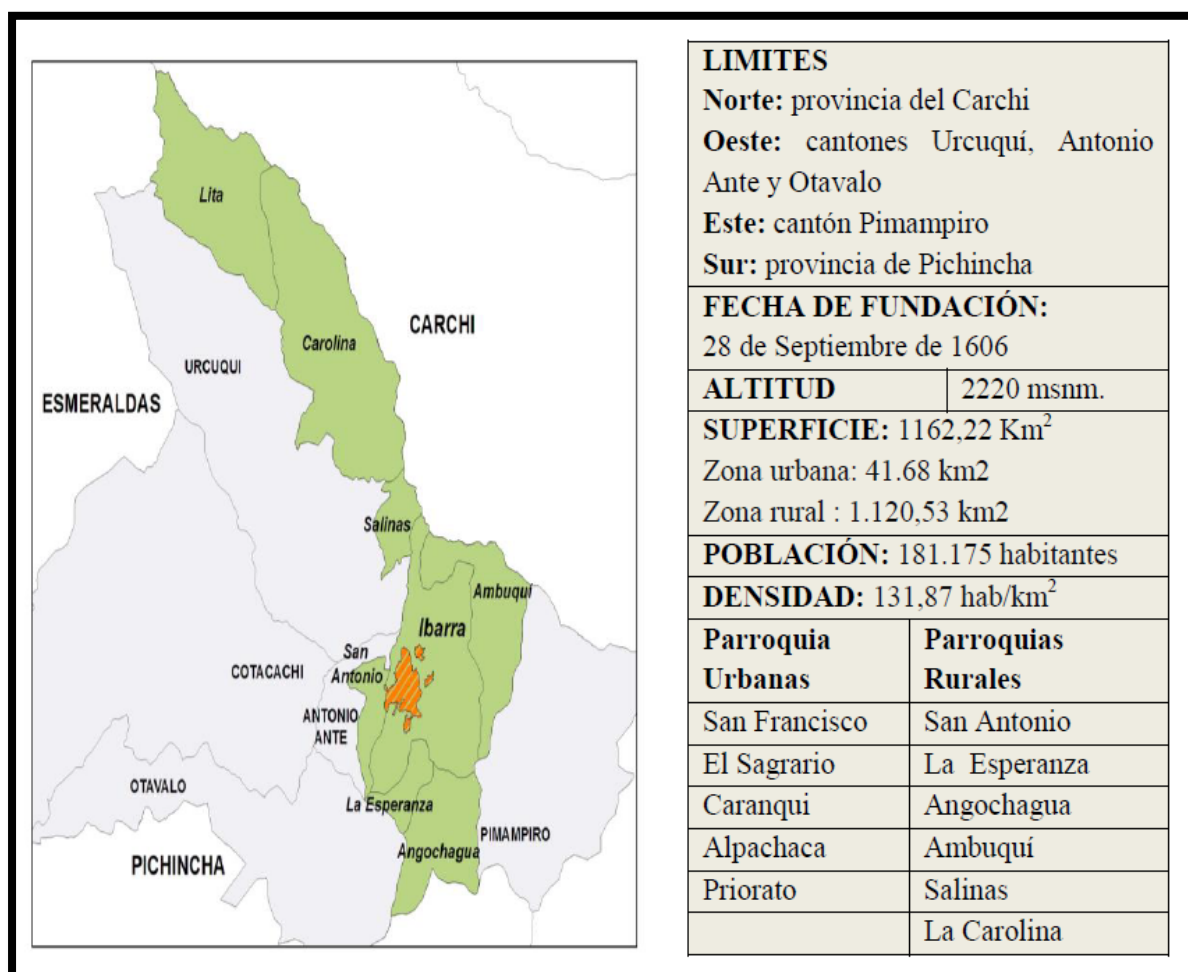 Lita
CARCHI
Carolina
URCUQUI
ESMERALDAS
Salinas
Ambuquí
Ibarra
San
Antonio
COTACACHI
ANTONIO
ANTE
OTAVALO
La Esperanza
PIMAMPIRO
Angochagua
PICHINCHA
LIMITES
Norte: provincia del Carchi
Oeste: cantones Urcuquí, Antonio
Ante y Otavalo
Este: cantón Pimampiro
Sur: provincia de Pichincha
FECHA DE FUNDACIÓN:
28 de Septiembre de 1606
ALTITUD 2220 msnm.
SUPERFICIE: 1162,22 Km²
Zona urbana: 41.68 km2
Zona rural : 1.120,53 km2
POBLACIÓN: 181.175 habitantes
DENSIDAD: 131,87 hab/km²
Parroquia Parroquias
Urbanas Rurales
San Francisco San Antonio
El Sagrario La Esperanza
Caranqui Angochagua
Alpachaca Ambuquí
Priorato Salinas
La Carolina